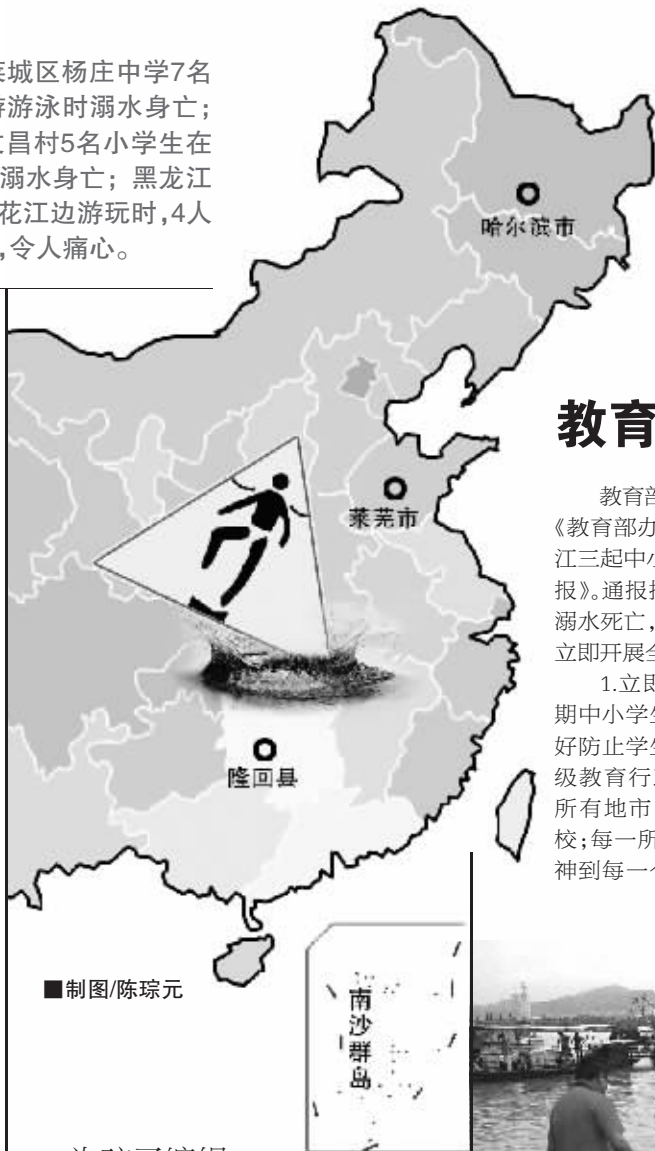 莱城区杨庄中学7名
游游泳时溺水身亡；
文昌村5名小学生在
溺水身亡；黑龙江
花江边游玩时，4人
，令人痛心。
哈尔滨市
莱芜市
隆回县
教育
教育部
《教育部办
江三起中小
报》。通报指
溺水死亡，
立即开展全
1.立即
期中小学生
好防止学生
级教育行政
所有地市
校；每一所
神到每一个
■制图/陈琮元
南沙群岛